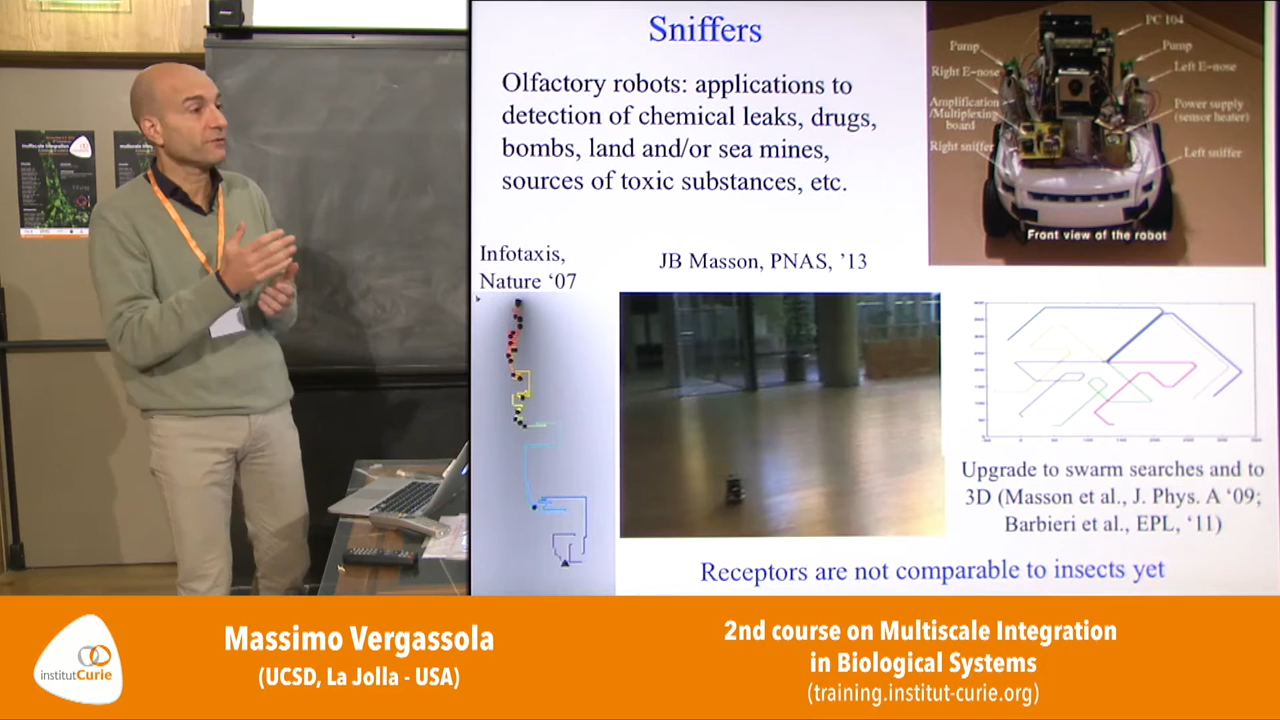 Sniffers
Olfactory robots: applications to
detection of chemical leaks, drugs,
bombs, land and/or sea mines,
sources of toxic substances, etc.
PC 104
Pump
Pump
Right E-nose
Left E-nose
Amplification
/Multiplexing
board
Power supply
(sensor heater)
Right sniffer
Left sniffer
Front view of the robot
Infotaxis,
Nature ‘07
JB Masson, PNAS, ’13
Upgrade to swarm searches and to
3D (Masson et al., J. Phys. A ‘09;
Barbieri et al., EPL, ‘11)
Receptors are not comparable to insects yet
institutCurie
Massimo Vergassola
(UCSD, La Jolla - USA)
2nd course on Multiscale Integration
in Biological Systems
(training.institut-curie.org)